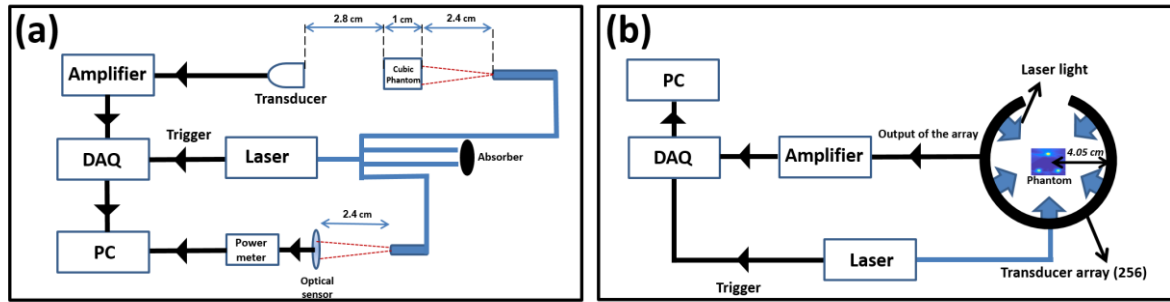 (a)
2.8 cm
1 cm
2.4 cm
Amplifier
Transducer
Cubic
Phantom
Trigger
DAQ
Laser
Absorber
2.4 cm
PC
Power
meter
Optical
sensor
(b)
PC
Laser light
Output of the array
DAQ
Amplifier
4.05 cm
Phantom
Laser
Trigger
Transducer array (256)